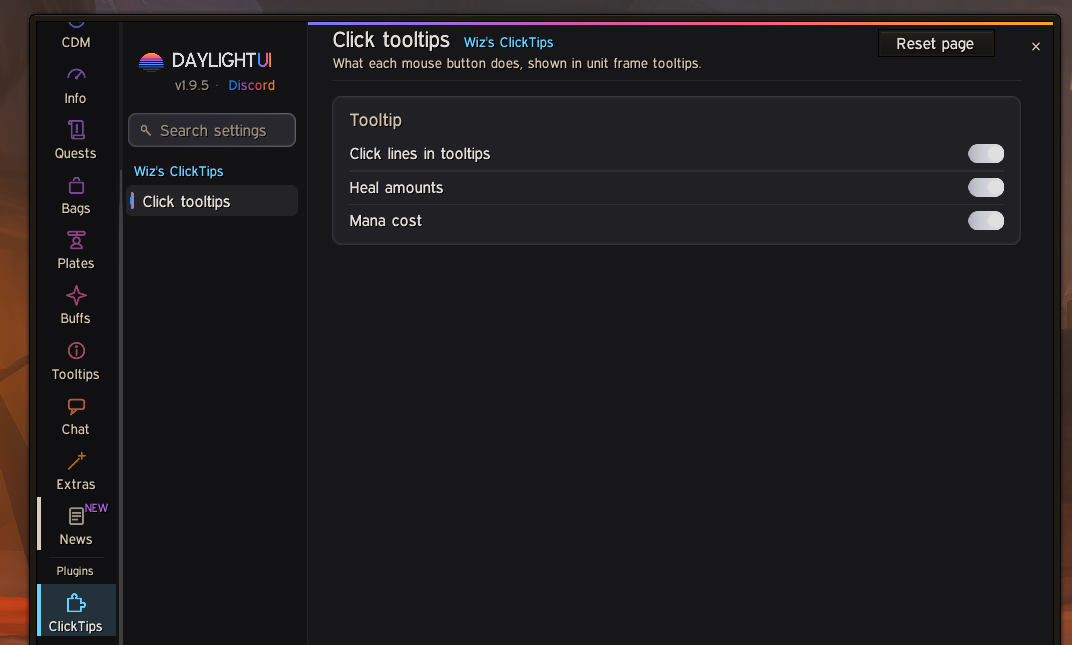 CDM
Info
Quests
Bags
Plates
Buffs
Tooltips
Chat
Extras
NEW
News
Plugins
ClickTips
DAYLIGHTUI
v1.9.5 · Discord
Search settings
Wiz's ClickTips
Click tooltips
Click tooltips Wiz's ClickTips
What each mouse button does, shown in unit frame tooltips.
Reset page
×
Tooltip
Click lines in tooltips
Heal amounts
Mana cost